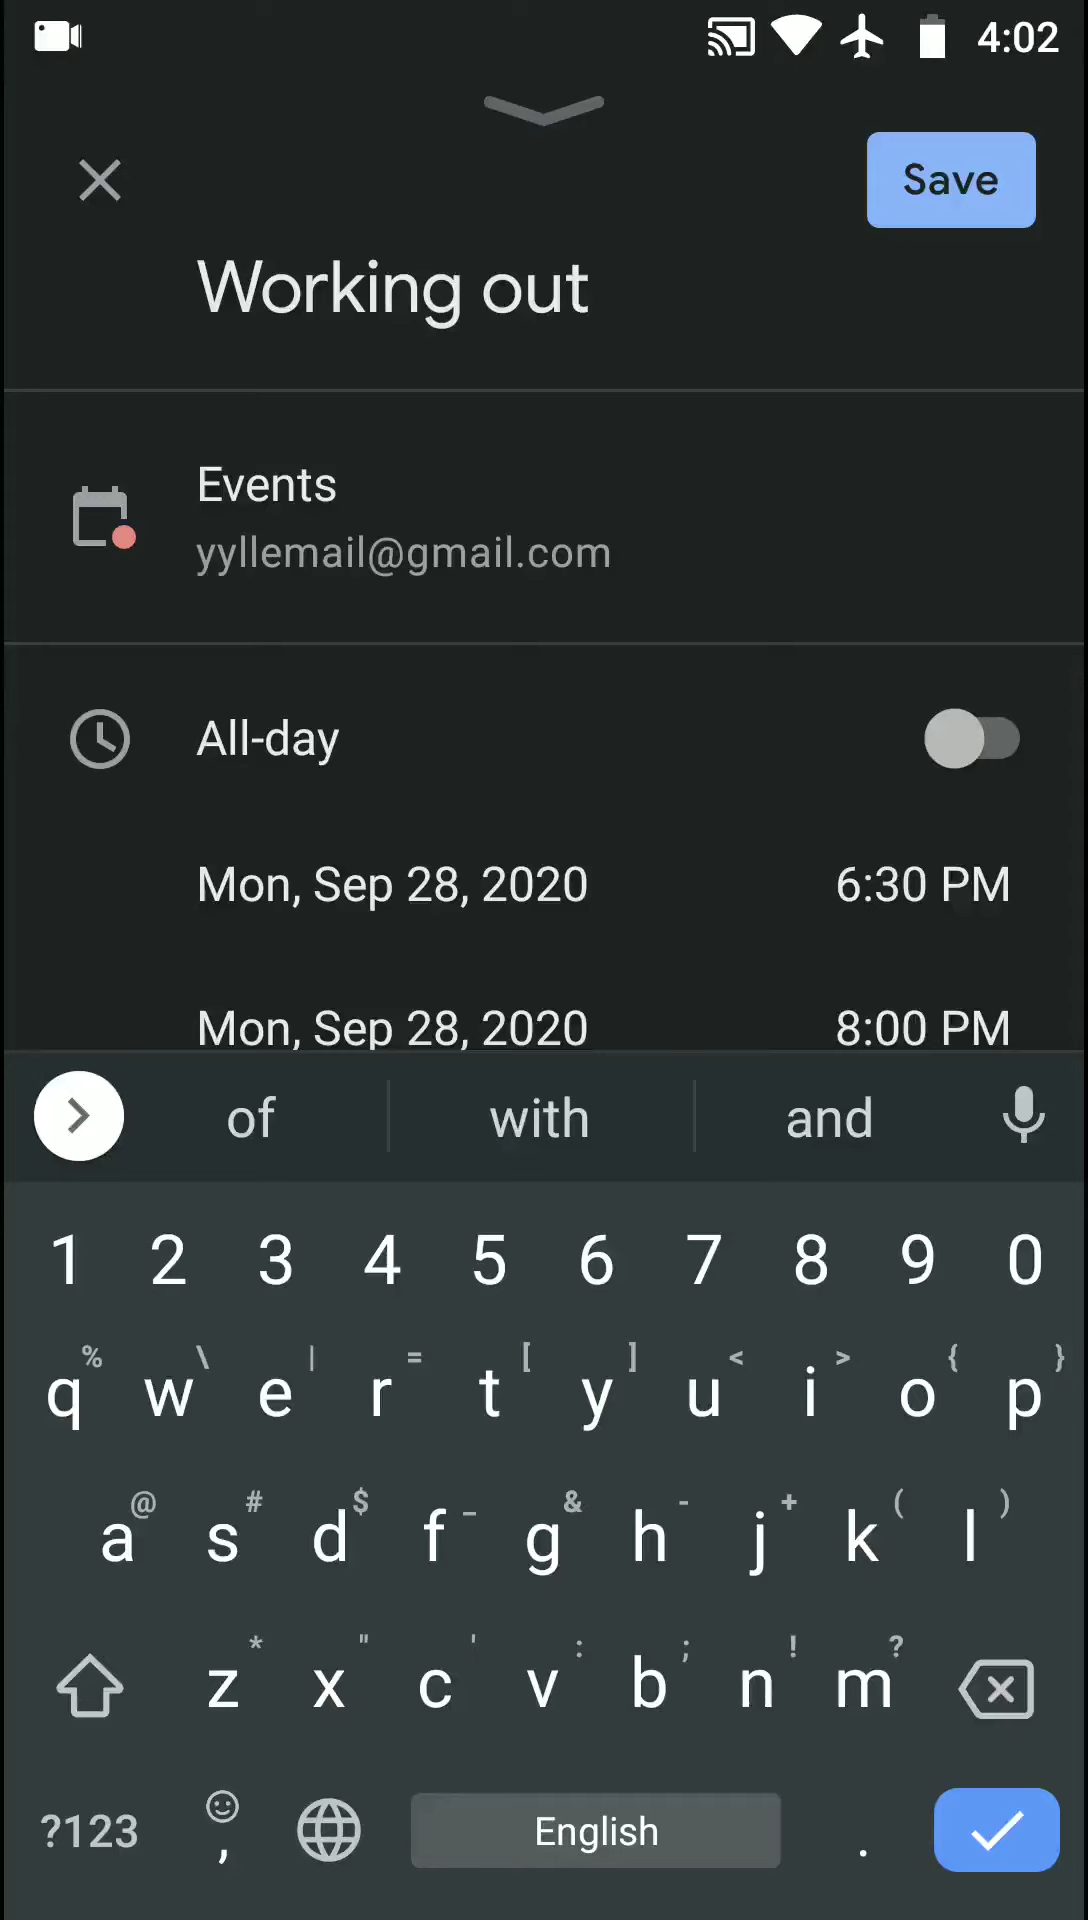 4:02
Save
Working out
Events
yyllemail@gmail.com
All-day
Mon, Sep 28, 2020 6:30 PM
Mon, Sep 28, 2020 8:00 PM
of with and
1 2 3 4 5 6 7 8 9 0
% \ | = [ ] < > { }
q w e r t y u i o p
@ # $ _ & - + ( )
a s d f g h j k l
* " ' : ; ! ?
z x c v b n m
?123 , English .